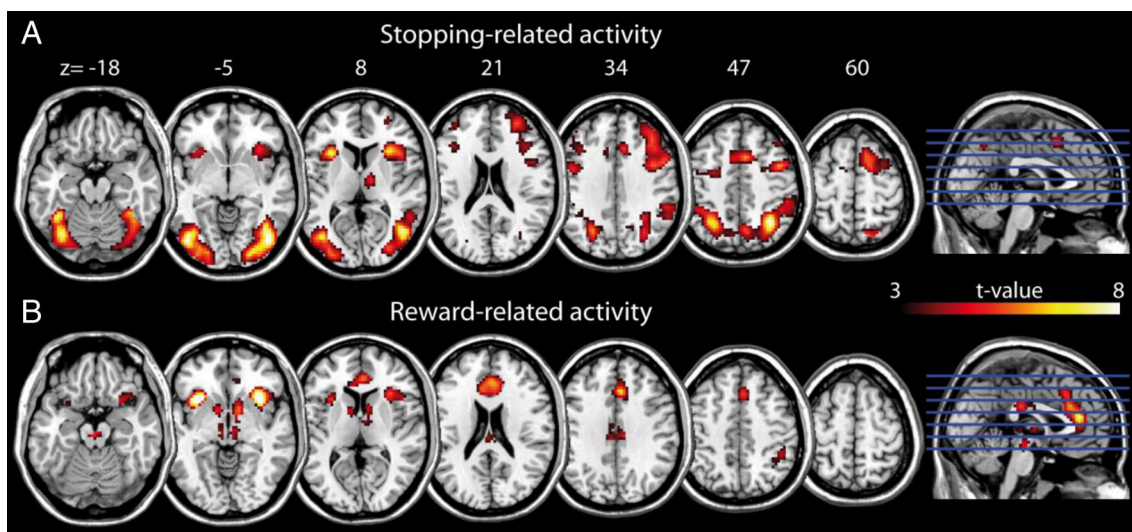 A
Stopping-related activity
z= -18 -5 8 21 34 47 60
3 t-value 8
B
Reward-related activity